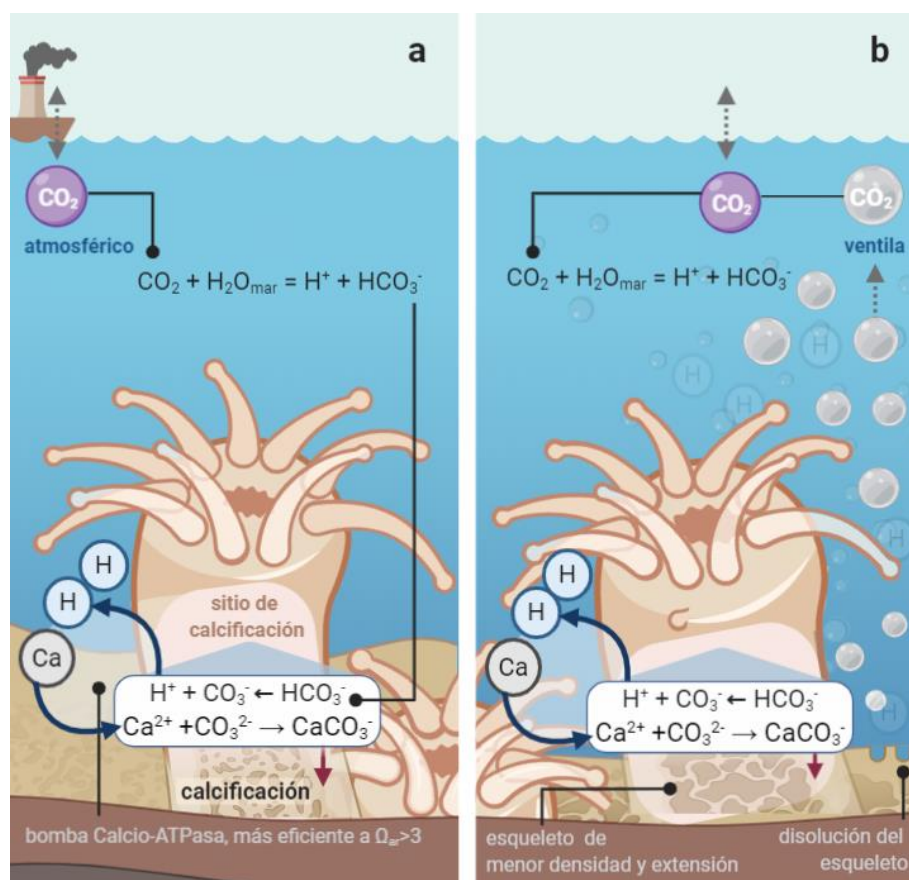 a
CO₂
atmosférico
CO₂ + H₂Oₘₐᵣ = H⁺ + HCO₃⁻
H
H
Ca
sitio de
calcificación
H⁺ + CO₃⁻ ← HCO₃⁻
Ca²⁺ +CO₃²⁻ → CaCO₃⁻
calcificación
bomba Calcio-ATPasa, más eficiente a Ωₐᵣ>3
b
CO₂
CO₂
ventila
CO₂ + H₂Oₘₐᵣ = H⁺ + HCO₃⁻
H
H
H
H
H
H
Ca
H
H⁺ + CO₃⁻ ← HCO₃⁻
Ca²⁺ +CO₃²⁻ → CaCO₃⁻
esqueleto de
menor densidad y extensión
disolución del
esqueleto